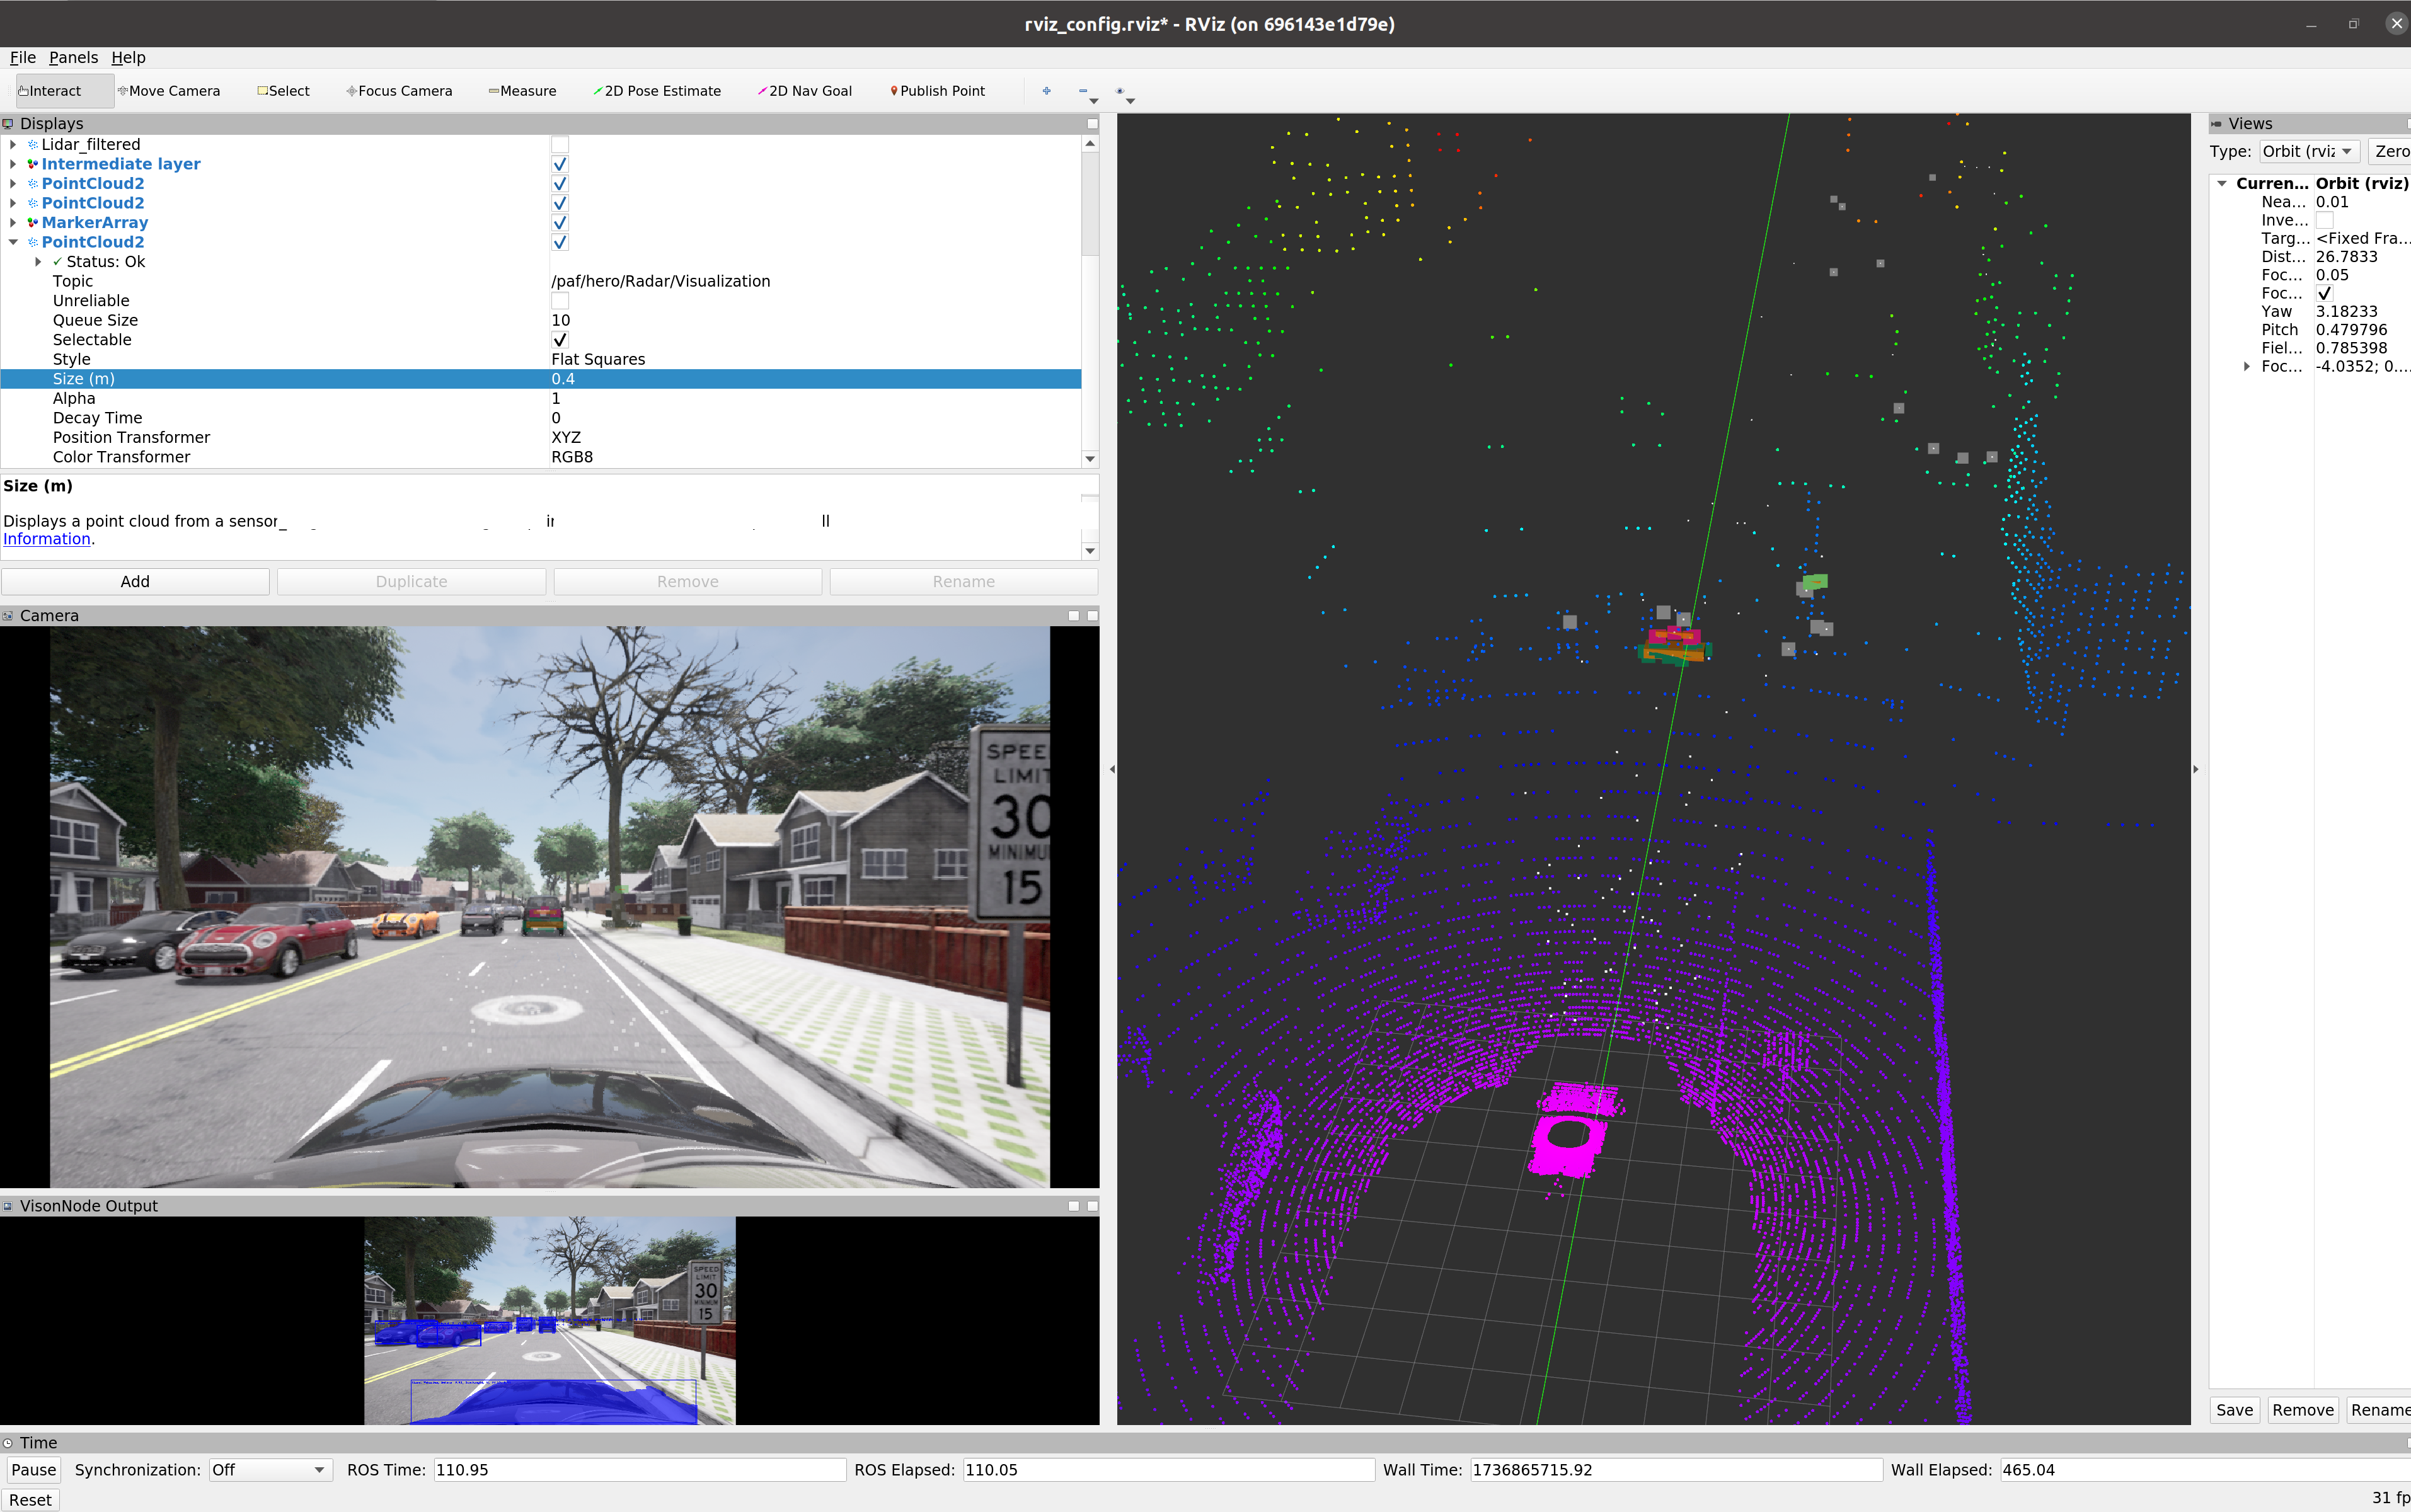 rviz_config.rviz* - RViz (on 696143e1d79e)
File Panels Help
Interact Move Camera Select Focus Camera Measure 2D Pose Estimate 2D Nav Goal Publish Point
Displays
Lidar_filtered
Intermediate layer
PointCloud2
PointCloud2
MarkerArray
PointCloud2
Status: Ok
Topic /paf/hero/Radar/Visualization
Unreliable
Queue Size 10
Selectable
Style Flat Squares
Size (m) 0.4
Alpha 1
Decay Time 0
Position Transformer XYZ
Color Transformer RGB8
Size (m)
Displays a point cloud from a sensor_
Information.
Add Duplicate Remove Rename
Camera
SPEE
LIMIT
30
MINIMU
15
VisonNode Output
SPEED
LIMIT
30
MINIMUM
15
Views
Type: Orbit (rviz Zero
Curren... Orbit (rviz)
Nea... 0.01
Inve...
Targ... <Fixed Fra...
Dist... 26.7833
Foc... 0.05
Foc...
Yaw 3.18233
Pitch 0.479796
Fiel... 0.785398
Foc... -4.0352; 0....
Save Remove Rename
Time
Pause Synchronization: Off ROS Time: 110.95 ROS Elapsed: 110.05 Wall Time: 1736865715.92 Wall Elapsed: 465.04
Reset
31 fp